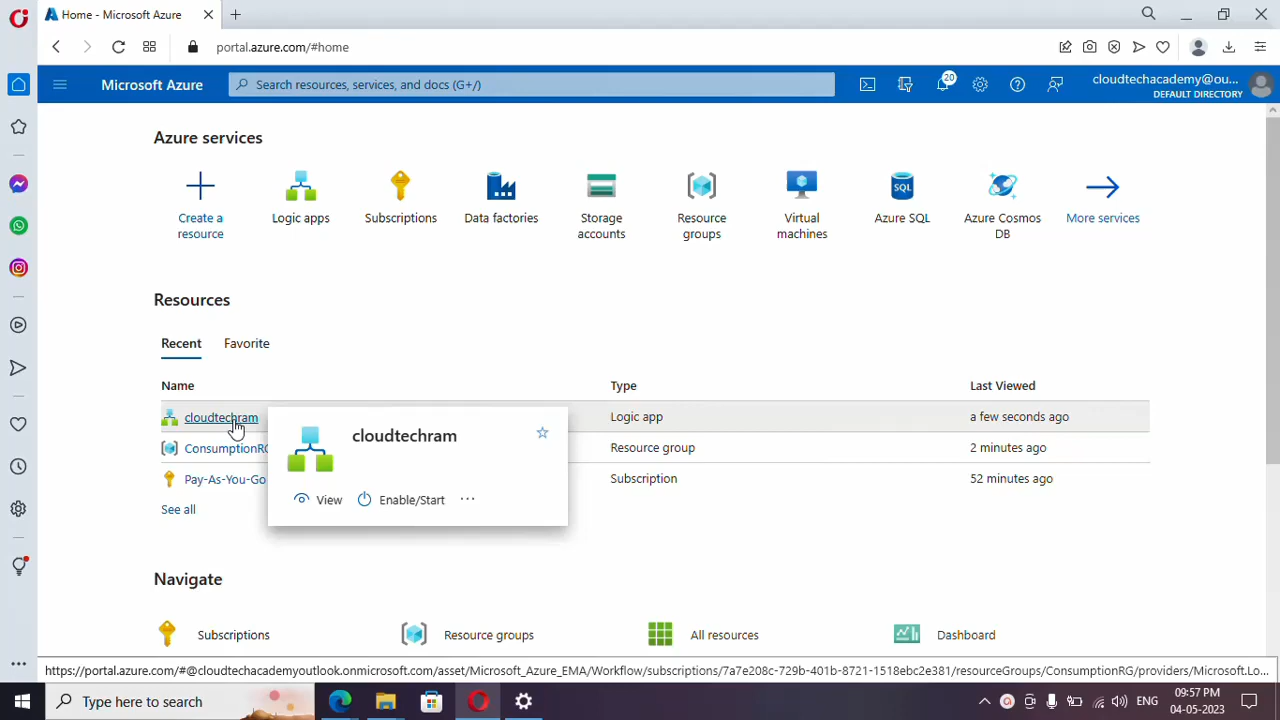 Home - Microsoft Azure
portal.azure.com/#home
Microsoft Azure
Search resources, services, and docs (G+/)
20
cloudtechacademy@ou...
DEFAULT DIRECTORY
Azure services
Create a resource
Logic apps
Subscriptions
Data factories
Storage accounts
Resource groups
Virtual machines
SQL
Azure SQL
Azure Cosmos DB
More services
Resources
Recent
Favorite
Name
Type
Last Viewed
cloudtechram
Logic app
a few seconds ago
ConsumptionRG
Resource group
2 minutes ago
Pay-As-You-Go
Subscription
52 minutes ago
cloudtechram
View
Enable/Start
See all
Navigate
Subscriptions
Resource groups
All resources
Dashboard
https://portal.azure.com/#@cloudtechacademyoutlook.onmicrosoft.com/asset/Microsoft_Azure_EMA/Workflow/subscriptions/7a7e208c-729b-401b-8721-1518ebc2e381/resourceGroups/ConsumptionRG/providers/Microsoft.Lo...
Type here to search
ENG
09:57 PM
04-05-2023